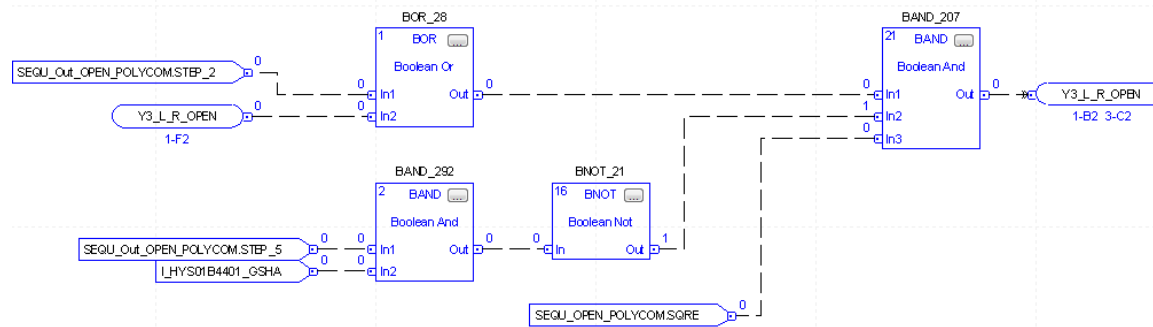 BOR_28
BAND_207
1 BOR ...
21 BAND ...
Boolean Or
Boolean And
SEQU_Out_OPEN_POLYCOM.STEP_2 0
0 In1 Out 0
0 In1 Out 0
Y3_L_R_OPEN
Y3_L_R_OPEN 0
0 In2
1 In2
1-B2 3-C2
1-F2
0 In3
BAND_292
BNOT_21
2 BAND ...
16 BNOT ...
Boolean And
Boolean Not
SEQU_Out_OPEN_POLYCOM.STEP_5 0
0 In1 Out 0
0 In Out 1
I_HYS01B4401_GSHA 0
0 In2
SEQU_OPEN_POLYCOM.SQRE 0